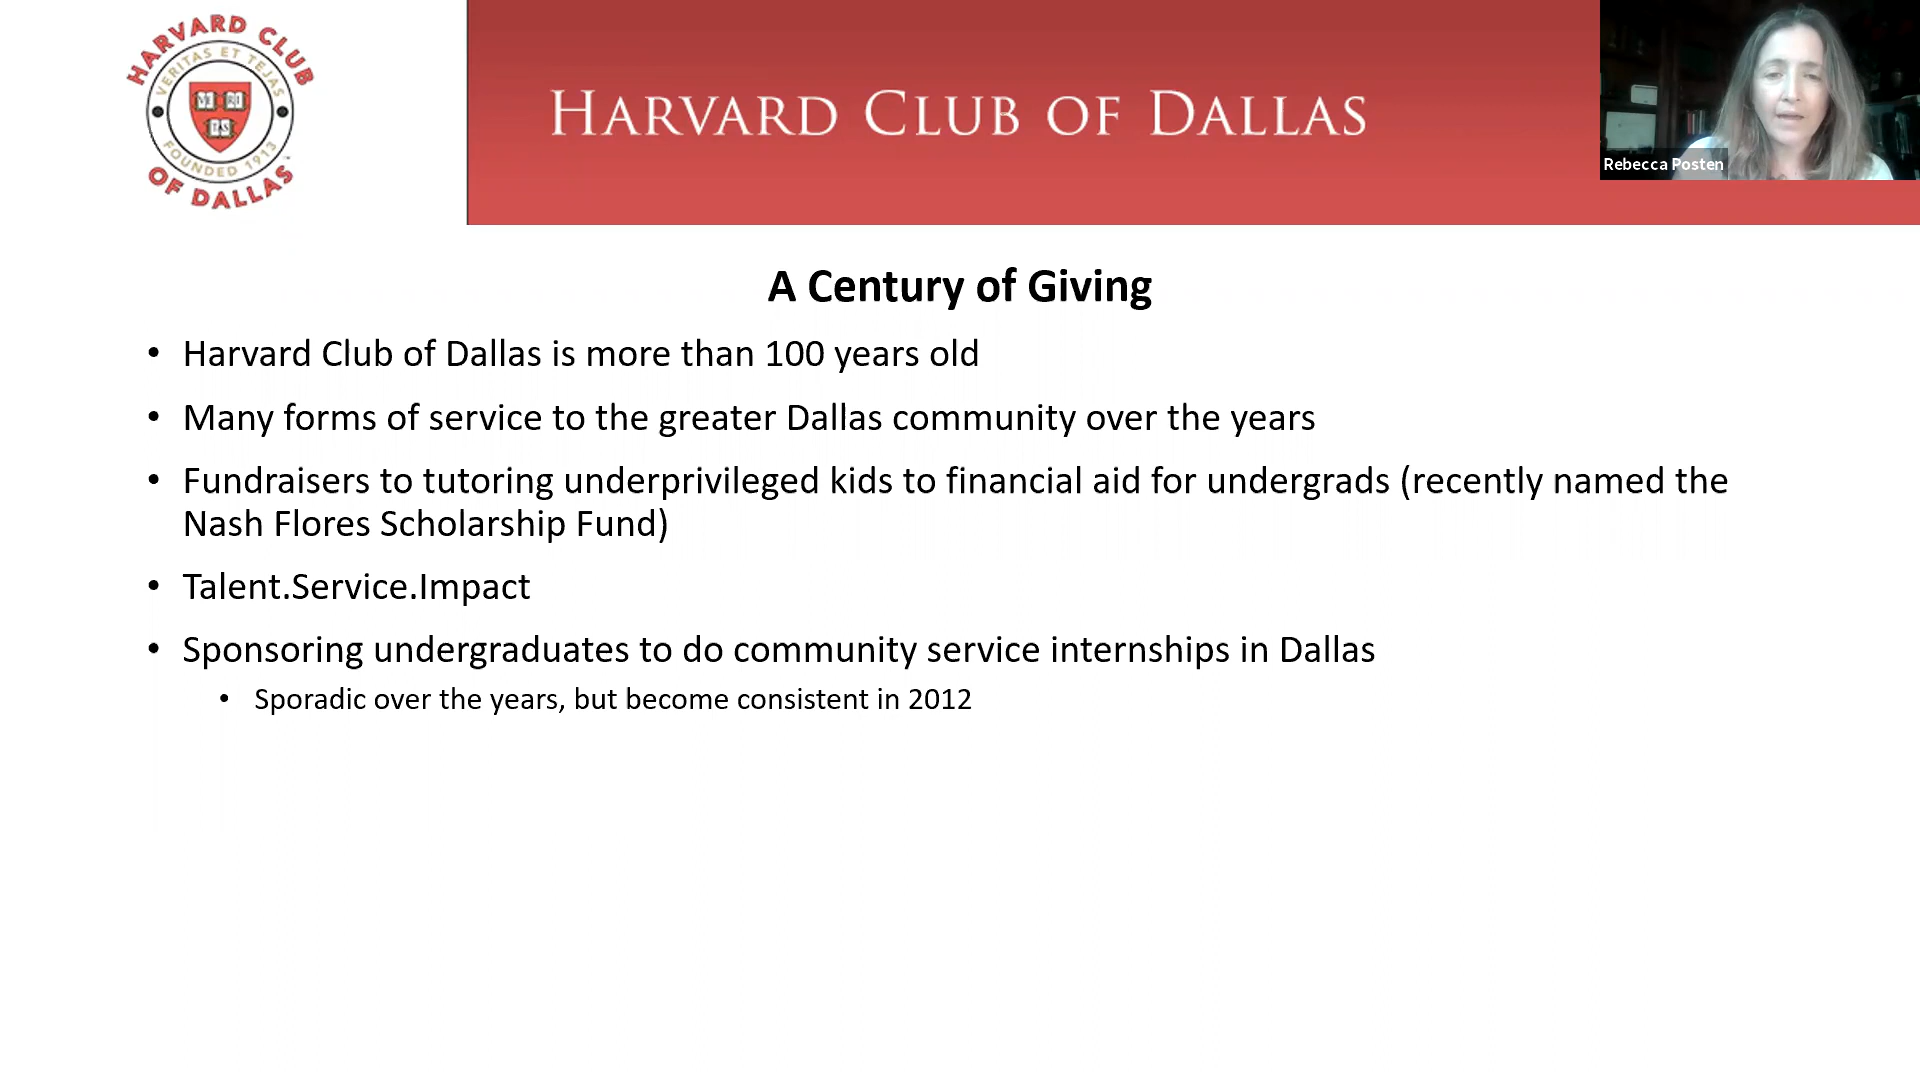 HARVARD CLUB
VERITAS ET TEJAS
VE RI
TAS
FOUNDED 1913
OF DALLAS
HARVARD CLUB OF DALLAS
Rebecca Posten
A Century of Giving
• Harvard Club of Dallas is more than 100 years old
• Many forms of service to the greater Dallas community over the years
• Fundraisers to tutoring underprivileged kids to financial aid for undergrads (recently named the
Nash Flores Scholarship Fund)
• Talent.Service.Impact
• Sponsoring undergraduates to do community service internships in Dallas
• Sporadic over the years, but become consistent in 2012